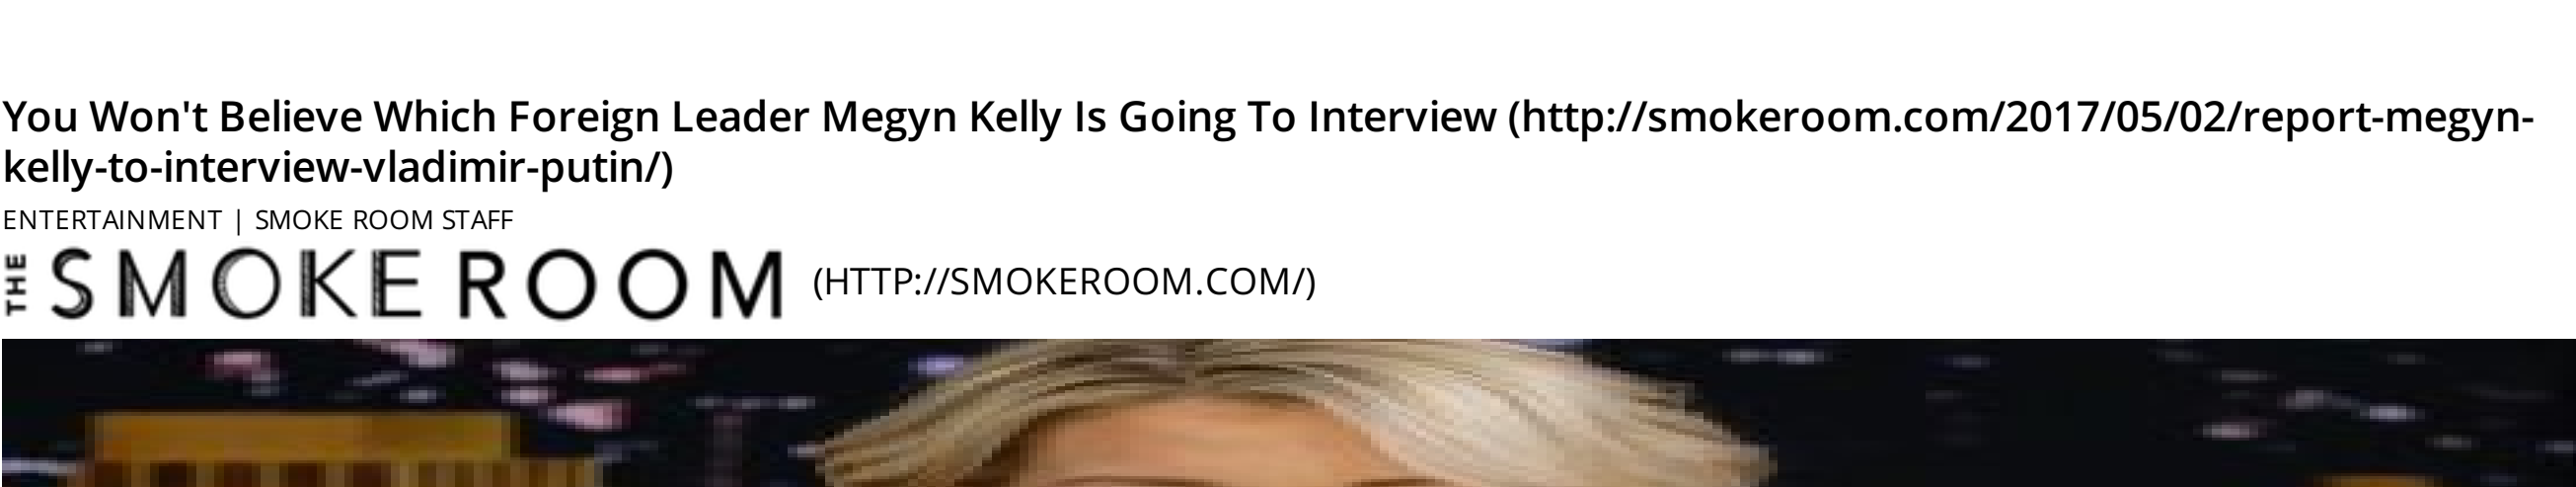 You Won't Believe Which Foreign Leader Megyn Kelly Is Going To Interview (http://smokeroom.com/2017/05/02/report-megyn-
kelly-to-interview-vladimir-putin/)
ENTERTAINMENT | SMOKE ROOM STAFF
THE SMOKE ROOM (HTTP://SMOKEROOM.COM/)